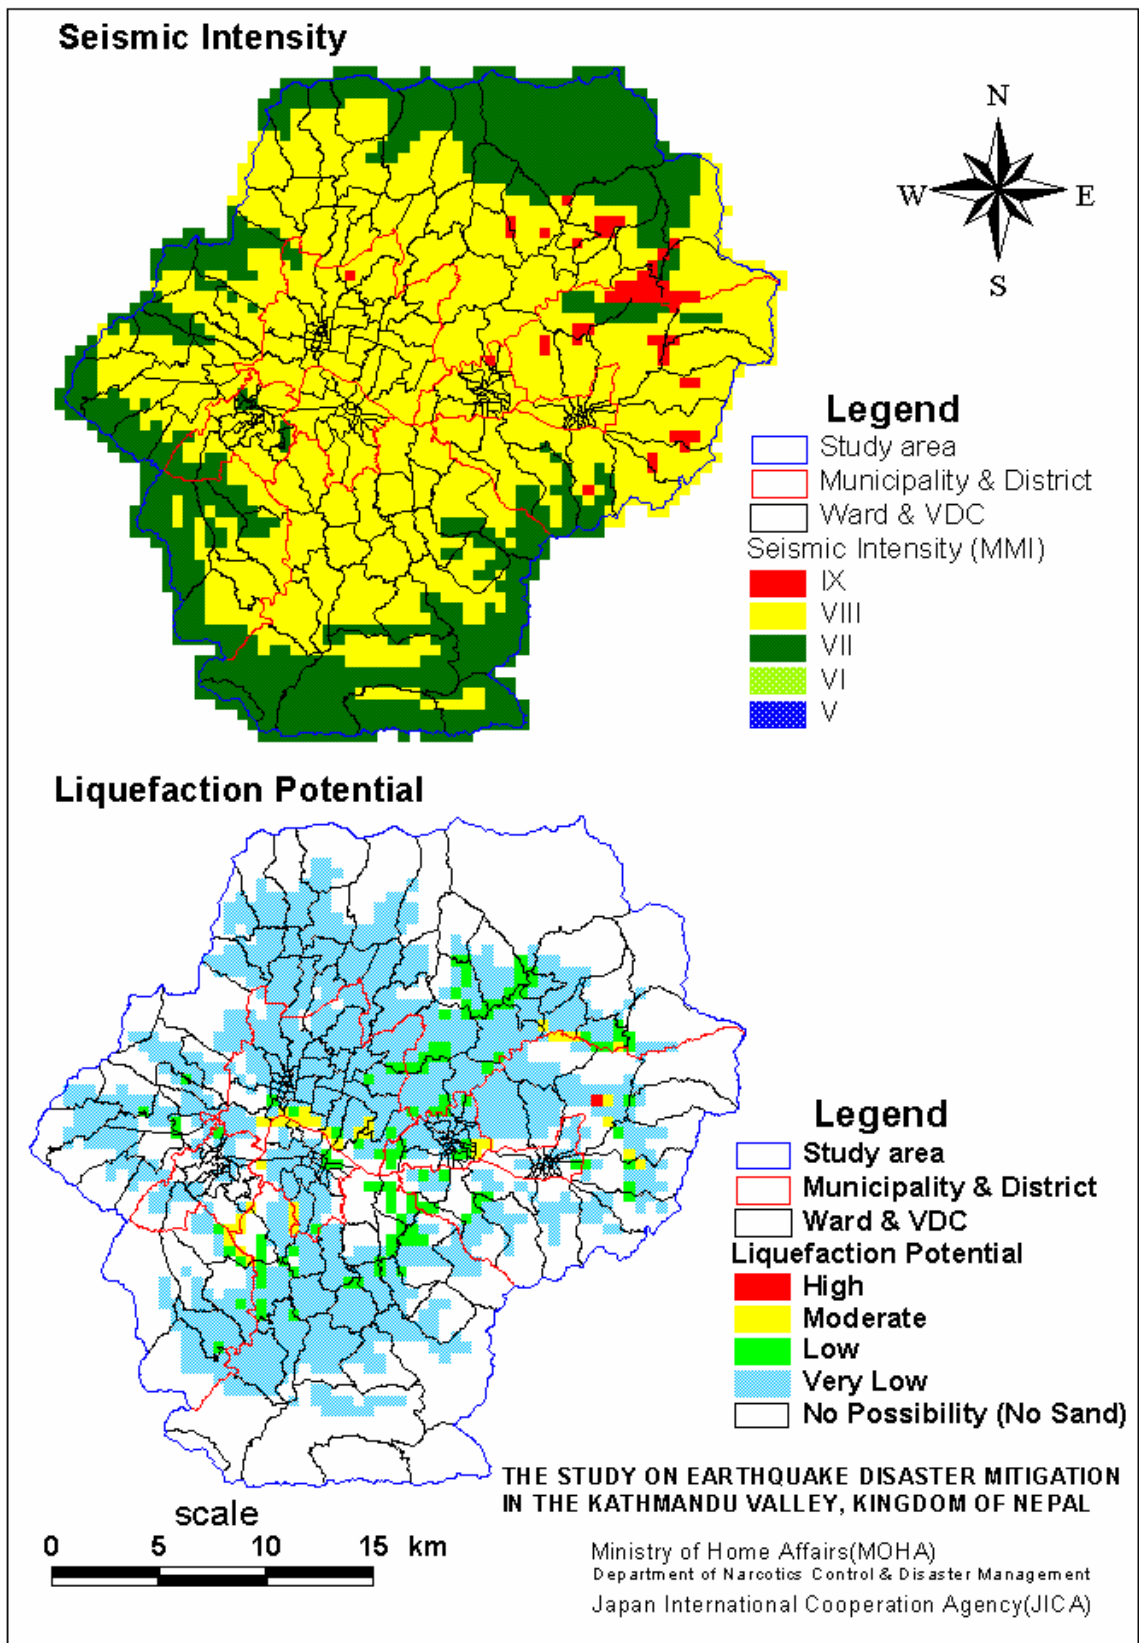 Seismic Intensity
N
W
E
S
Legend
Study area
Municipality & District
Ward & VDC
Seismic Intensity (MMI)
IX
VIII
VII
VI
V
Liquefaction Potential
Legend
Study area
Municipality & District
Ward & VDC
Liquefaction Potential
High
Moderate
Low
Very Low
No Possibility (No Sand)
THE STUDY ON EARTHQUAKE DISASTER MITIGATION
IN THE KATHMANDU VALLEY, KINGDOM OF NEPAL
scale
0 5 10 15 km
Ministry of Home Affairs(MOHA)
Department of Narcotics Control & Disaster Management
Japan International Cooperation Agency(JICA)